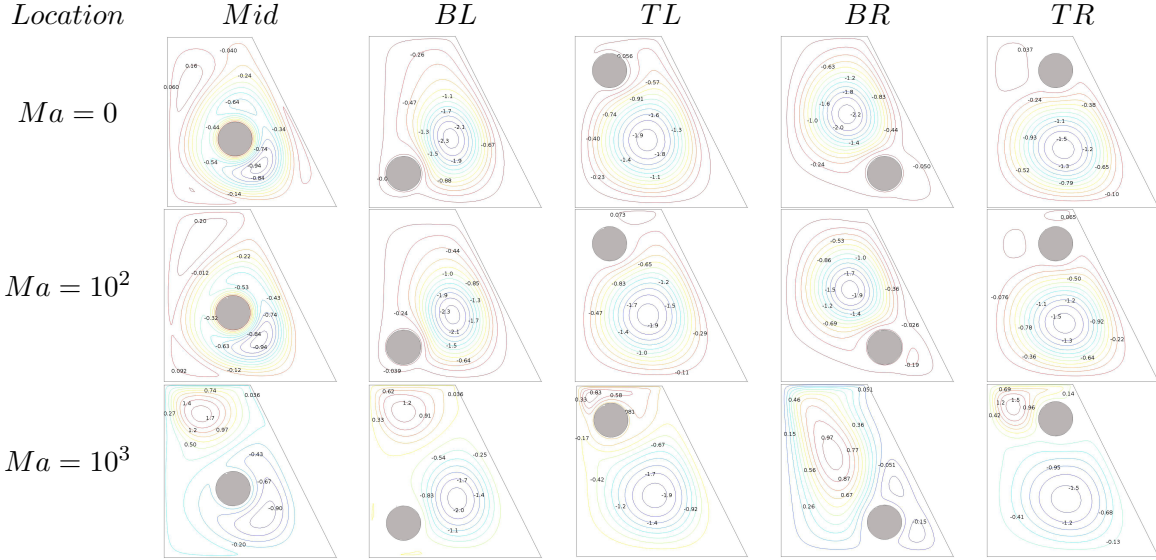 Location Mid BL TL BR TR
Ma = 0
-0.040 0.16 -0.24 0.060 -0.64 -0.44 -0.34 -0.74 -0.54 -0.94 -0.84 -0.14
-0.26 -1.1 -0.47 -1.7 -2.1 -1.3 -2.3 -0.67 -1.5 -1.9 -0.88
-0.056 -0.57 -0.91 -0.74 -1.6 -1.3 -1.9 -0.40 -1.8 -1.4 -0.23 -1.1
-0.63 -1.2 -1.8 -0.83 -1.6 -2.2 -1.0 -2.0 -0.44 -1.4 -0.24 -0.050
0.037 -0.24 -0.38 -1.1 -0.93 -1.5 -1.2 -1.3 -0.65 -0.52 -0.79 -0.10
Ma = 10²
0.20 -0.22 -0.012 -0.53 -0.43 -0.32 -0.74 -0.64 -0.63 -0.94 0.092 -0.12
-0.44 -1.0 -0.85 -1.9 -1.3 -0.24 -2.3 -1.7 -2.1 -1.5 -0.64 -0.039
0.073 -0.65 -0.83 -1.2 -1.7 -1.5 -0.47 -1.9 -1.4 -0.29 -1.0 -0.11
-0.53 -0.86 -1.0 -1.7 -1.5 -1.9 -0.36 -1.2 -1.4 -0.69 -0.026 -0.19
0.065 -0.50 -0.076 -1.1 -1.2 -1.5 -0.92 -0.78 -1.3 -0.22 -0.36 -0.64
Ma = 10³
0.74 0.036 1.4 0.27 1.7 1.2 0.97 0.50 -0.43 -0.67 -0.90 -0.20
0.62 0.036 1.2 0.33 0.91 -0.54 -0.25 -1.7 -0.83 -1.4 -2.0 -1.1
0.83 0.58 0.33 -0.17 -0.67 -0.42 -1.7 -1.9 -1.2 -0.92 -1.4
0.051 0.46 0.15 0.36 0.97 0.77 0.56 -0.051 0.87 0.67 0.26 -0.15
0.69 0.14 1.2 1.5 0.96 0.42 -0.95 -1.5 -0.41 -1.2 -0.68 -0.13